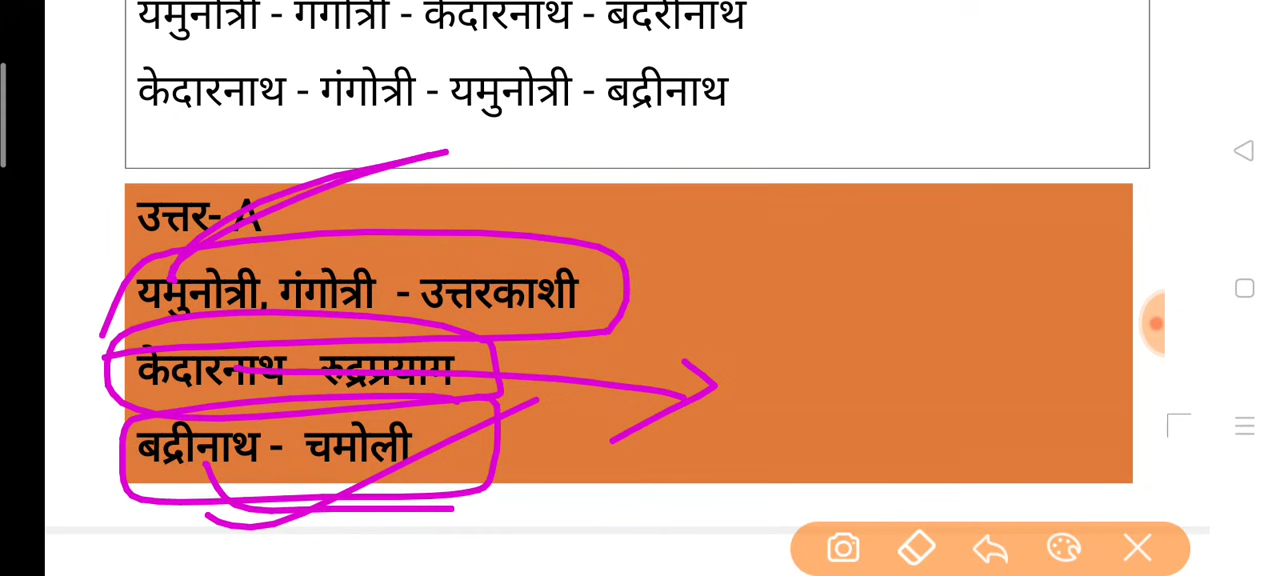 यमुनोत्री - गंगोत्री - केदारनाथ - बदरीनाथ
केदारनाथ - गंगोत्री - यमुनोत्री - बद्रीनाथ
उत्तर- A
यमुनोत्री, गंगोत्री - उत्तरकाशी
केदारनाथ - रुद्रप्रयाग
बद्रीनाथ - चमोली